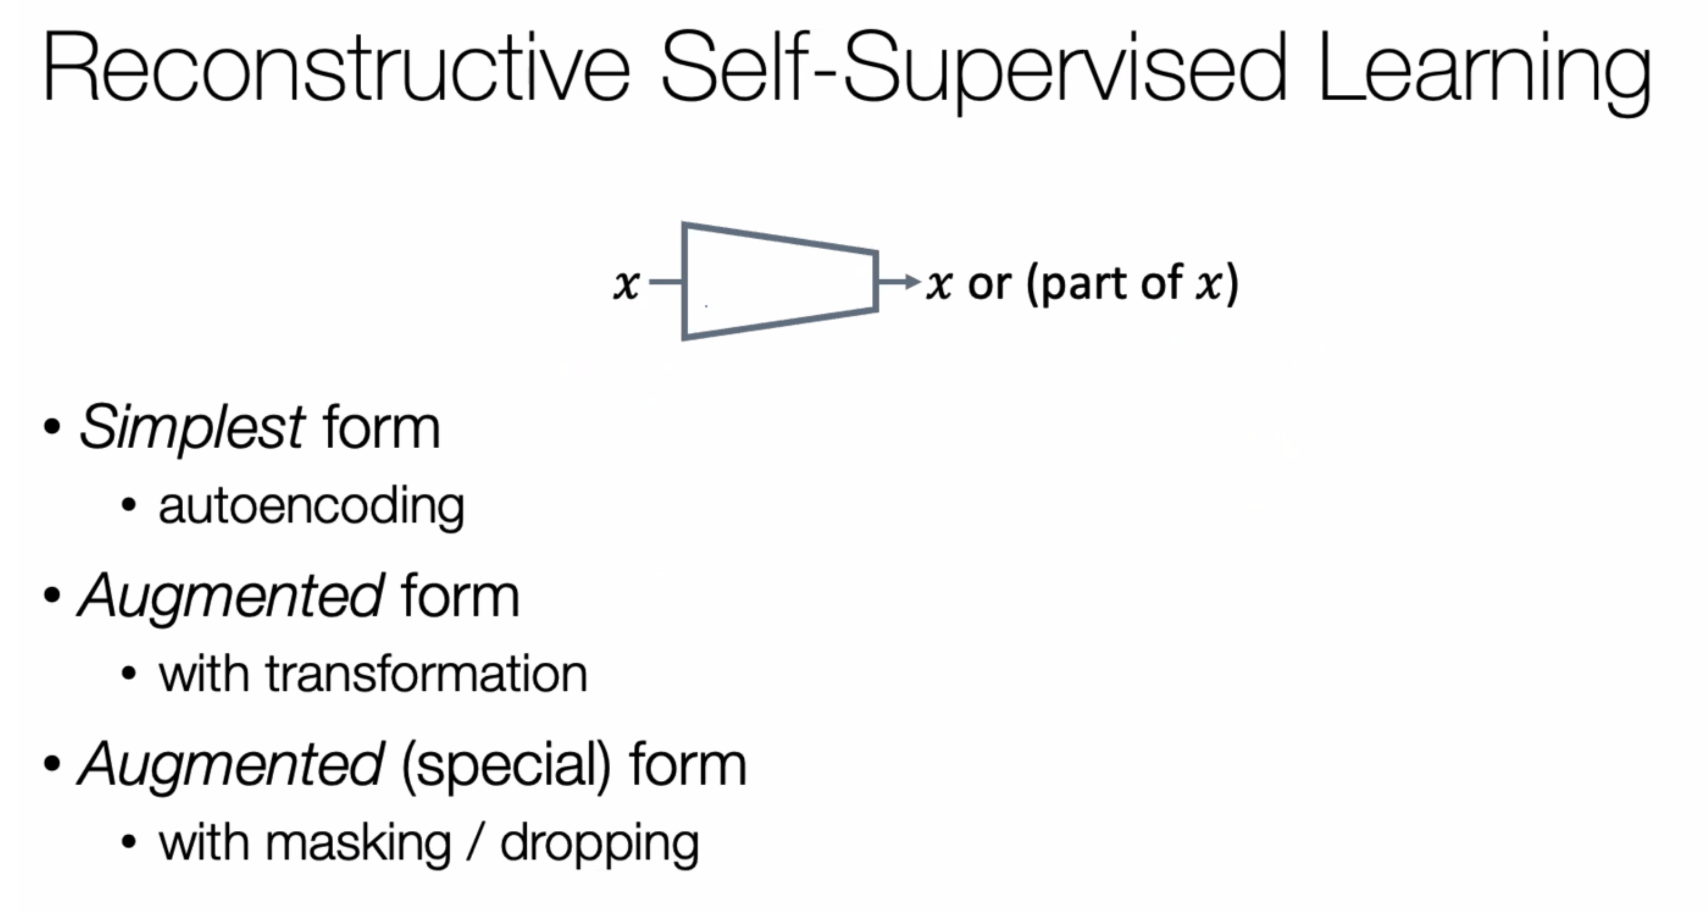 Reconstructive Self-Supervised Learning
x x or (part of x)
• Simplest form
• autoencoding
• Augmented form
• with transformation
• Augmented (special) form
• with masking / dropping